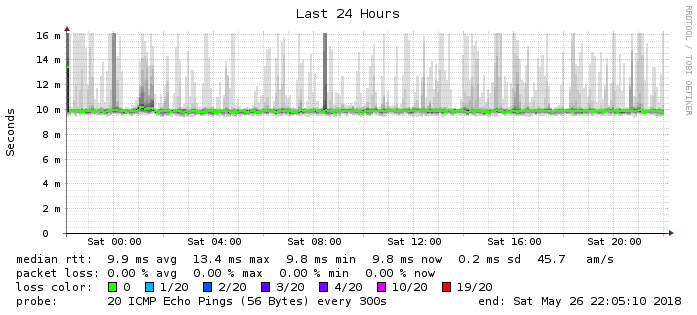 Last 24 Hours
RRDTOOL / TOBI OETIKER
Seconds
16 m
14 m
12 m
10 m
8 m
6 m
4 m
2 m
0
Sat 00:00 Sat 04:00 Sat 08:00 Sat 12:00 Sat 16:00 Sat 20:00
median rtt: 9.9 ms avg 13.4 ms max 9.8 ms min 9.8 ms now 0.2 ms sd 45.7 am/s
packet loss: 0.00 % avg 0.00 % max 0.00 % min 0.00 % now
loss color: 0 1/20 2/20 3/20 4/20 10/20 19/20
probe: 20 ICMP Echo Pings (56 Bytes) every 300s end: Sat May 26 22:05:10 2018